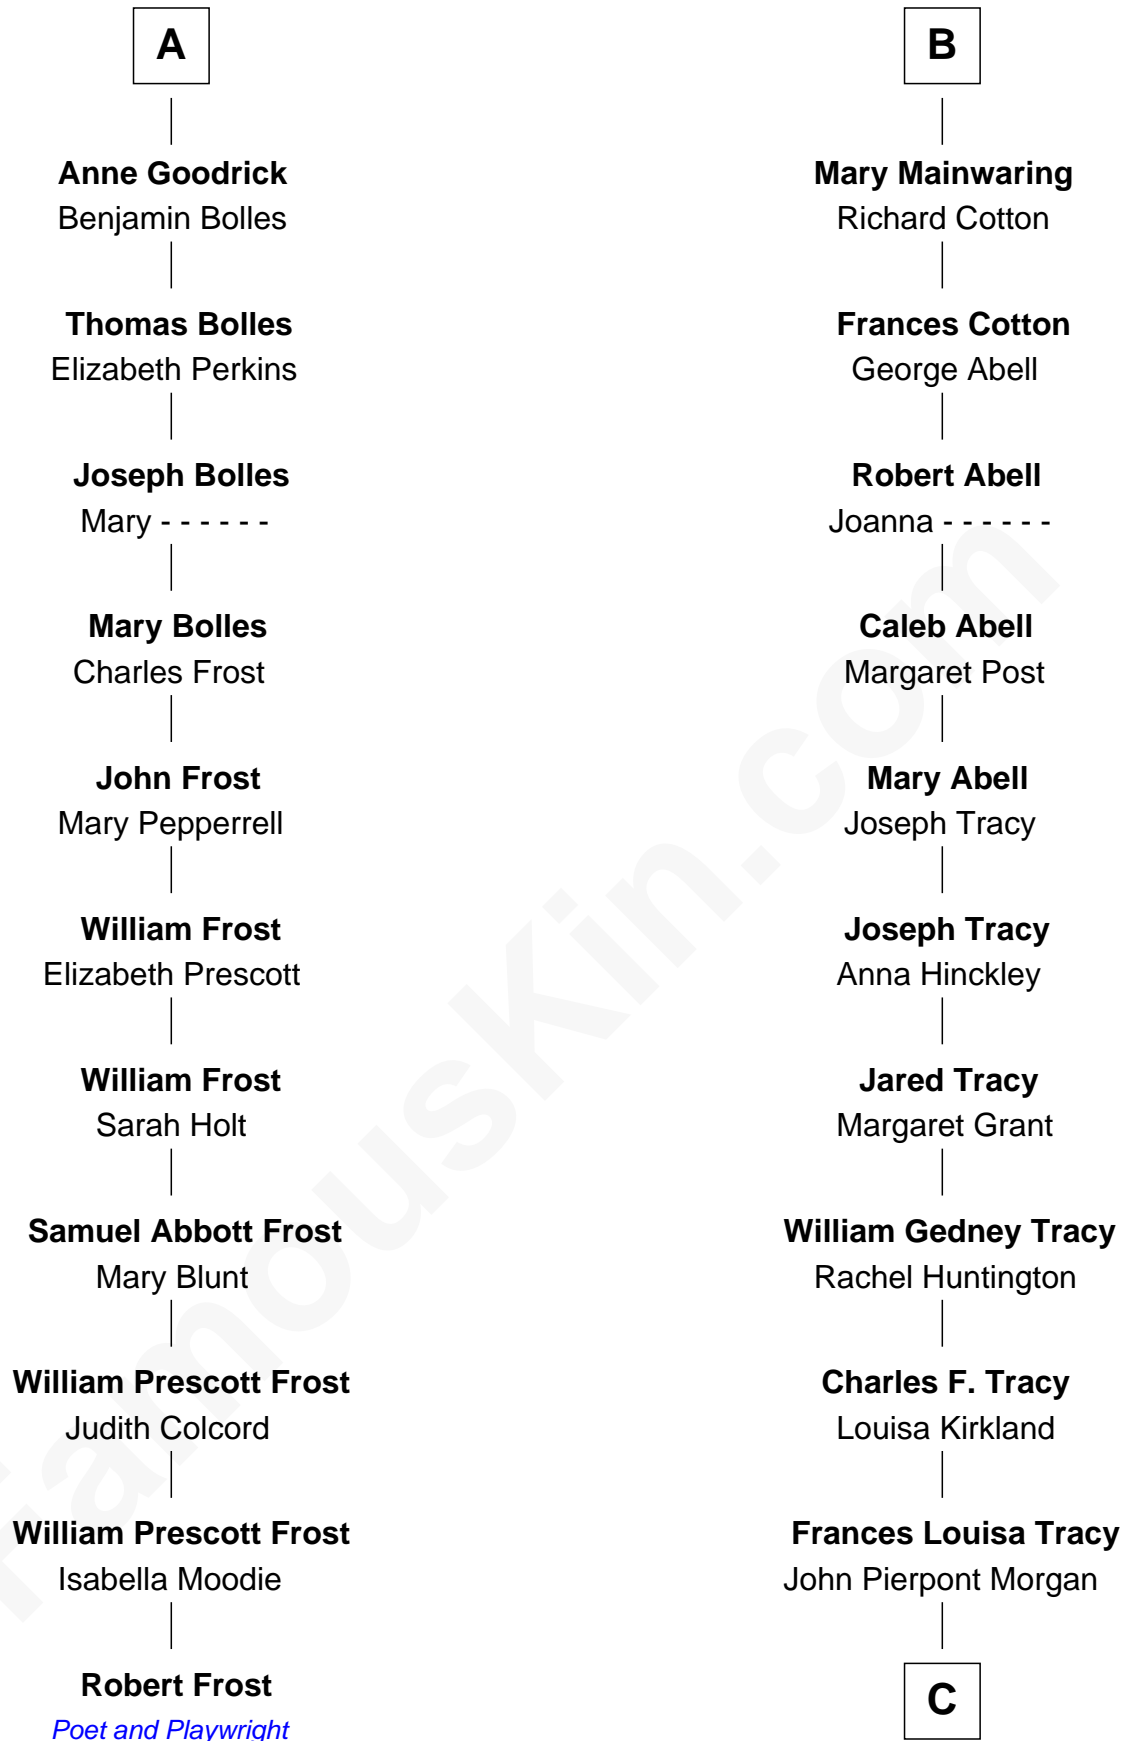 A
Anne Goodrick
Benjamin Bolles
Thomas Bolles
Elizabeth Perkins
Joseph Bolles
Mary - - - - - -
Mary Bolles
Charles Frost
John Frost
Mary Pepperrell
William Frost
Elizabeth Prescott
William Frost
Sarah Holt
Samuel Abbott Frost
Mary Blunt
William Prescott Frost
Judith Colcord
William Prescott Frost
Isabella Moodie
Robert Frost
Poet and Playwright
B
Mary Mainwaring
Richard Cotton
Frances Cotton
George Abell
Robert Abell
Joanna - - - - - -
Caleb Abell
Margaret Post
Mary Abell
Joseph Tracy
Joseph Tracy
Anna Hinckley
Jared Tracy
Margaret Grant
William Gedney Tracy
Rachel Huntington
Charles F. Tracy
Louisa Kirkland
Frances Louisa Tracy
John Pierpont Morgan
C
FamousKin.com